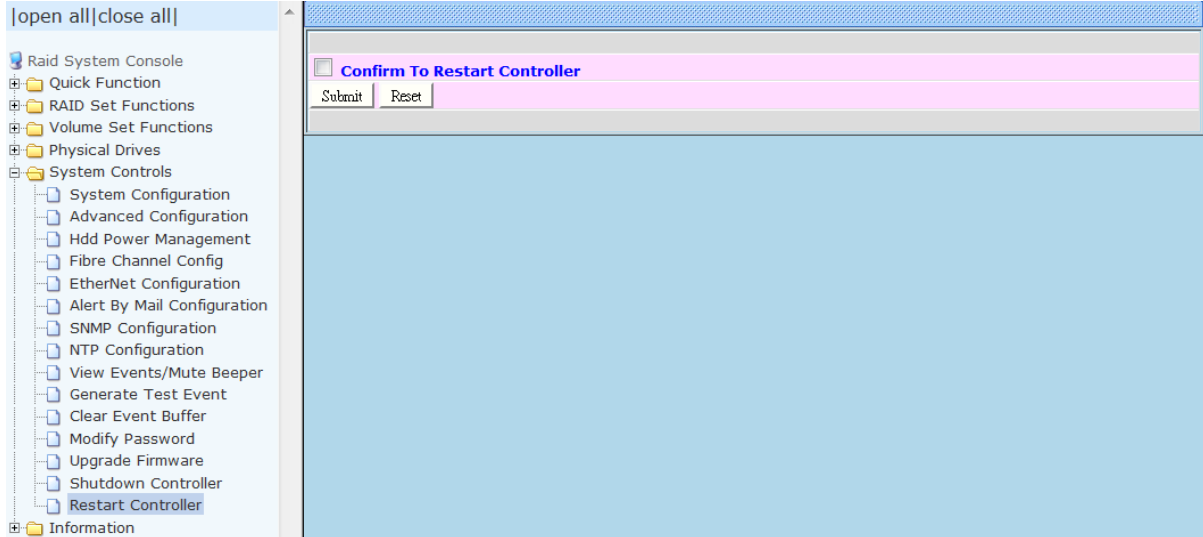 |open all|close all|
Raid System Console
Quick Function
RAID Set Functions
Volume Set Functions
Physical Drives
System Controls
System Configuration
Advanced Configuration
Hdd Power Management
Fibre Channel Config
EtherNet Configuration
Alert By Mail Configuration
SNMP Configuration
NTP Configuration
View Events/Mute Beeper
Generate Test Event
Clear Event Buffer
Modify Password
Upgrade Firmware
Shutdown Controller
Restart Controller
Information
Confirm To Restart Controller
Submit Reset